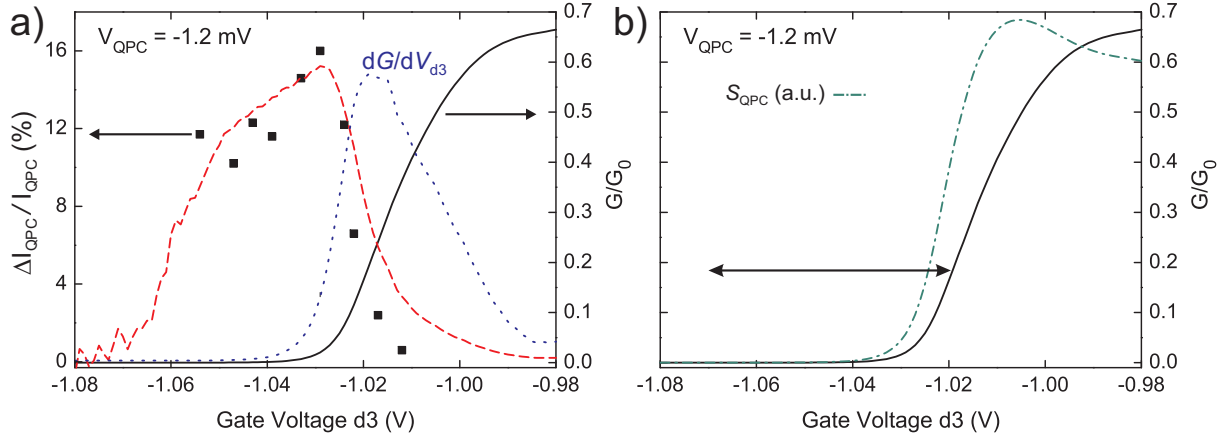 a)
V_QPC = -1.2 mV
dG/dV_d3
ΔI_QPC / I_QPC (%)
16
12
8
4
0
0.7
0.6
0.5
0.4
0.3
0.2
0.1
0.0
G/G_0
-1.08 -1.06 -1.04 -1.02 -1.00 -0.98
Gate Voltage d3 (V)
b)
V_QPC = -1.2 mV
S_QPC (a.u.)
0.7
0.6
0.5
0.4
0.3
0.2
0.1
0.0
G/G_0
-1.08 -1.06 -1.04 -1.02 -1.00 -0.98
Gate Voltage d3 (V)